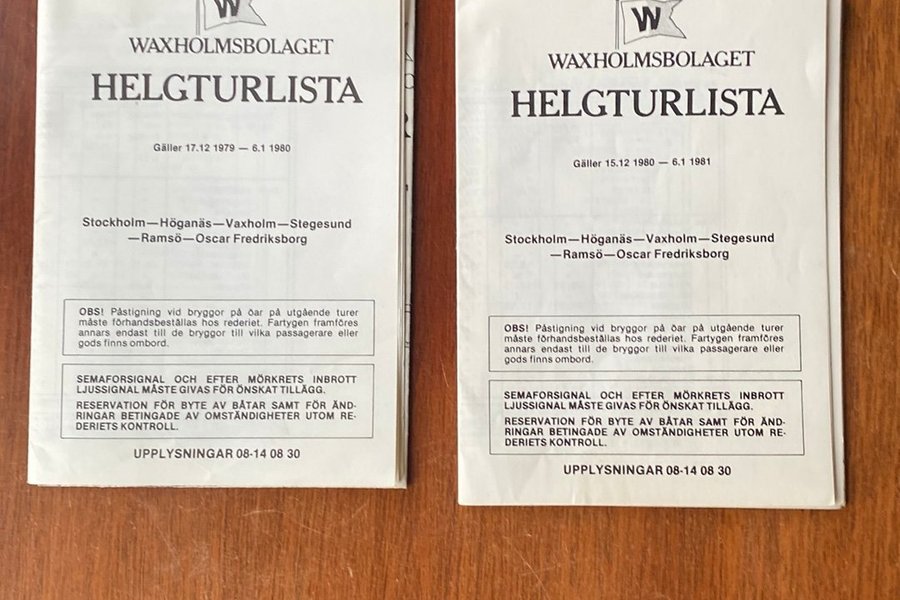 W
WAXHOLMSBOLAGET
HELGTURLISTA
Gäller 17.12 1979 — 6.1 1980
Stockholm—Höganäs—Vaxholm—Stegesund
—Ramsö—Oscar Fredriksborg
OBS! Påstigning vid bryggor på öar på utgående turer
måste förhandsbeställas hos rederiet. Fartygen framföres
annars endast till de bryggor till vilka passagerare eller
gods finns ombord.
SEMAFORSIGNAL OCH EFTER MÖRKRETS INBROTT
LJUSSIGNAL MÅSTE GIVAS FÖR ÖNSKAT TILLÄGG.
RESERVATION FÖR BYTE AV BÅTAR SAMT FÖR ÄND-
RINGAR BETINGADE AV OMSTÄNDIGHETER UTOM RE-
DERIETS KONTROLL.
UPPLYSNINGAR 08-14 08 30
W
WAXHOLMSBOLAGET
HELGTURLISTA
Gäller 15.12 1980 — 6.1 1981
Stockholm—Höganäs—Vaxholm—Stegesund
—Ramsö—Oscar Fredriksborg
OBS! Påstigning vid bryggor på öar på utgående turer
måste förhandsbeställas hos rederiet. Fartygen framföres
annars endast till de bryggor till vilka passagerare eller
gods finns ombord.
SEMAFORSIGNAL OCH EFTER MÖRKRETS INBROTT
LJUSSIGNAL MÅSTE GIVAS FÖR ÖNSKAT TILLÄGG.
RESERVATION FÖR BYTE AV BÅTAR SAMT FÖR ÄND-
RINGAR BETINGADE AV OMSTÄNDIGHETER UTOM RE-
DERIETS KONTROLL.
UPPLYSNINGAR 08-14 08 30